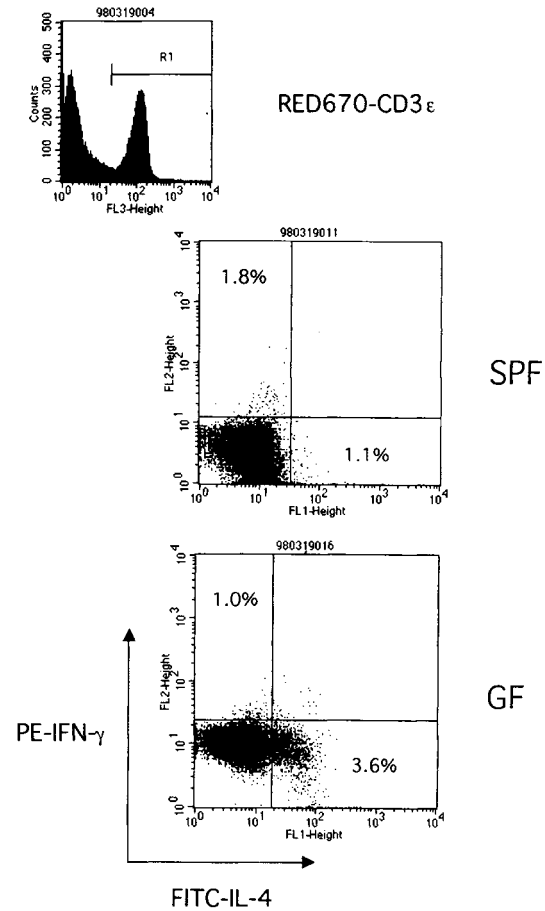 980319004
500
400
300
200
100
0
Counts
R1
10^0 10^1 10^2 10^3 10^4
FL3-Height
RED670-CD3ε
980319011
10^4
10^3
10^2
10^1
10^0
FL2-Height
1.8%
1.1%
10^0 10^1 10^2 10^3 10^4
FL1-Height
SPF
980319016
10^4
10^3
10^2
10^1
10^0
FL2-Height
1.0%
3.6%
10^0 10^1 10^2 10^3 10^4
FL1-Height
GF
PE-IFN-γ
FITC-IL-4